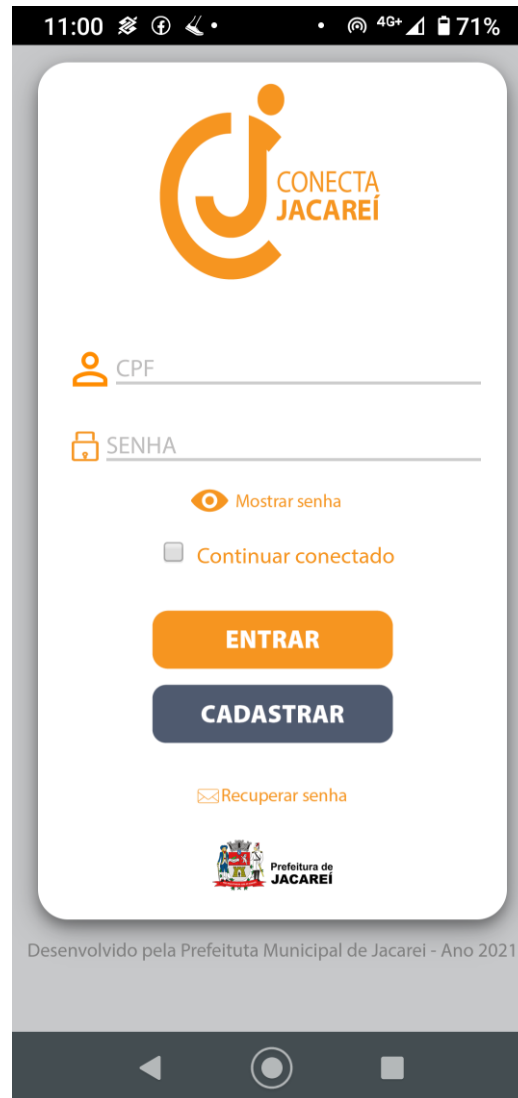 11:00 4G+ 71%
CONECTA
JACAREÍ
CPF
SENHA
Mostrar senha
Continuar conectado
ENTRAR
CADASTRAR
Recuperar senha
Prefeitura de
JACAREÍ
Desenvolvido pela Prefeituta Municipal de Jacarei - Ano 2021